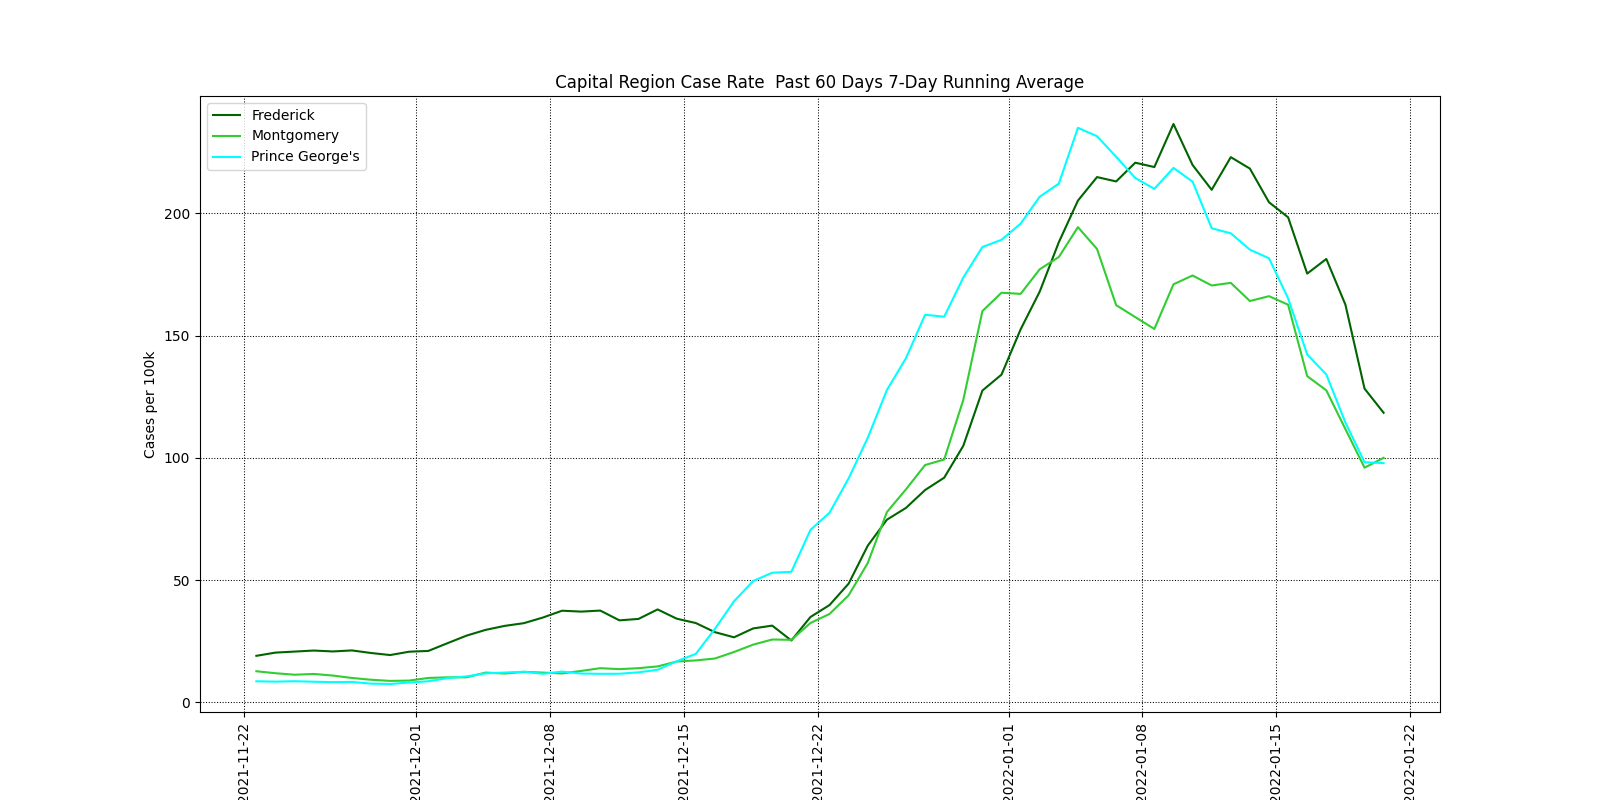 Capital Region Case Rate  Past 60 Days 7-Day Running Average
Frederick
Montgomery
Prince George's
Cases per 100k
200
150
100
50
0
2021-11-22
2021-12-01
2021-12-08
2021-12-15
2021-12-22
2022-01-01
2022-01-08
2022-01-15
2022-01-22